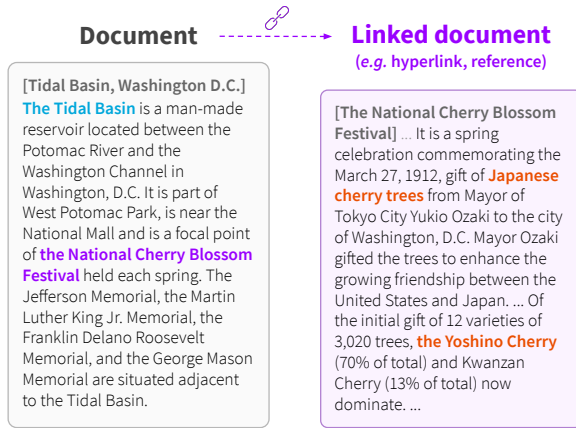 Document
Linked document
(e.g. hyperlink, reference)
[Tidal Basin, Washington D.C.]
The Tidal Basin is a man-made
reservoir located between the
Potomac River and the
Washington Channel in
Washington, D.C. It is part of
West Potomac Park, is near the
National Mall and is a focal point
of the National Cherry Blossom
Festival held each spring. The
Jefferson Memorial, the Martin
Luther King Jr. Memorial, the
Franklin Delano Roosevelt
Memorial, and the George Mason
Memorial are situated adjacent
to the Tidal Basin.
[The National Cherry Blossom
Festival] ... It is a spring
celebration commemorating the
March 27, 1912, gift of Japanese
cherry trees from Mayor of
Tokyo City Yukio Ozaki to the city
of Washington, D.C. Mayor Ozaki
gifted the trees to enhance the
growing friendship between the
United States and Japan. ... Of
the initial gift of 12 varieties of
3,020 trees, the Yoshino Cherry
(70% of total) and Kwanzan
Cherry (13% of total) now
dominate. ...